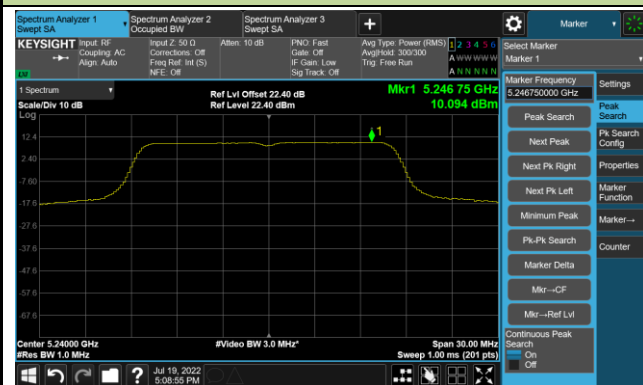 Spectrum Analyzer 1
Swept SA
Spectrum Analyzer 2
Occupied BW
Spectrum Analyzer 3
Swept SA
+
Marker
KEYSIGHT
Input: RF
Coupling: AC
Align: Auto
Input Z: 50 Ω
Corrections: Off
Freq Ref: Int (S)
NFE: Off
Atten: 10 dB
PNO: Fast
Gate: Off
IF Gain: Low
Sig Track: Off
Avg Type: Power (RMS)
Avg|Hold: 300/300
Trig: Free Run
1 2 3 4 5 6
A W W W W W
A N N N N N
Select Marker
Marker 1
1 Spectrum
Scale/Div 10 dB
Log
Ref Lvl Offset 22.40 dB
Ref Level 22.40 dBm
Mkr1 5.246 75 GHz
10.094 dBm
1
12.4
2.40
-7.60
-17.6
-27.6
-37.6
-47.6
-57.6
-67.6
Center 5.24000 GHz
#Res BW 1.0 MHz
#Video BW 3.0 MHz*
Span 30.00 MHz
Sweep 1.00 ms (201 pts)
Marker Frequency
5.246750000 GHz
Peak Search
Next Peak
Next Pk Right
Next Pk Left
Minimum Peak
Pk-Pk Search
Marker Delta
Mkr→CF
Mkr→Ref Lvl
Continuous Peak
Search
On
Off
Settings
Peak
Search
Pk Search
Config
Properties
Marker
Function
Marker→
Counter
?
Jul 19, 2022
5:08:55 PM